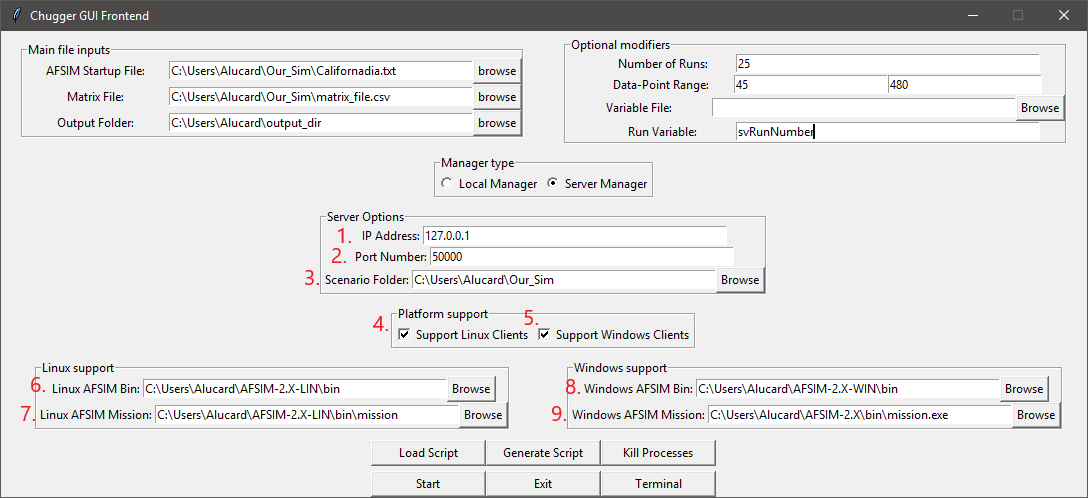 Chugger GUI Frontend
Main file inputs
AFSIM Startup File: C:\Users\Alucard\Our_Sim\Californadia.txt browse
Matrix File: C:\Users\Alucard\Our_Sim\matrix_file.csv browse
Output Folder: C:\Users\Alucard\output_dir browse
Optional modifiers
Number of Runs: 25
Data-Point Range: 45 480
Variable File: Browse
Run Variable: svRunNumber
Manager type
Local Manager Server Manager
Server Options
1. IP Address: 127.0.0.1
2. Port Number: 50000
3. Scenario Folder: C:\Users\Alucard\Our_Sim Browse
Platform support
4. Support Linux Clients 5. Support Windows Clients
Linux support
6. Linux AFSIM Bin: C:\Users\Alucard\AFSIM-2.X-LIN\bin Browse
7. Linux AFSIM Mission: C:\Users\Alucard\AFSIM-2.X-LIN\bin\mission Browse
Windows support
8. Windows AFSIM Bin: C:\Users\Alucard\AFSIM-2.X-WIN\bin Browse
9. Windows AFSIM Mission: C:\Users\Alucard\AFSIM-2.X\bin\mission.exe Browse
Load Script Generate Script Kill Processes
Start Exit Terminal